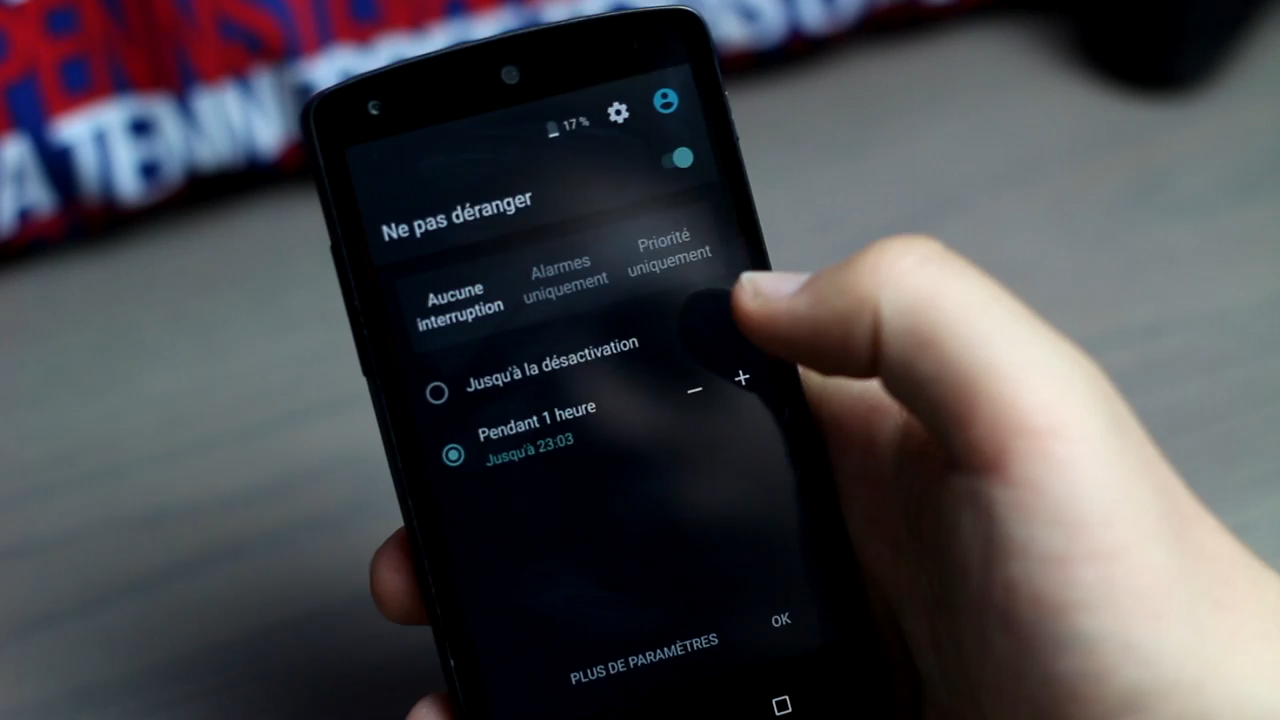 17 %
Ne pas déranger
Aucune
interruption
Alarmes
uniquement
Priorité
uniquement
Jusqu'à la désactivation
Pendant 1 heure
Jusqu'à 23:03
− +
PLUS DE PARAMÈTRES
OK